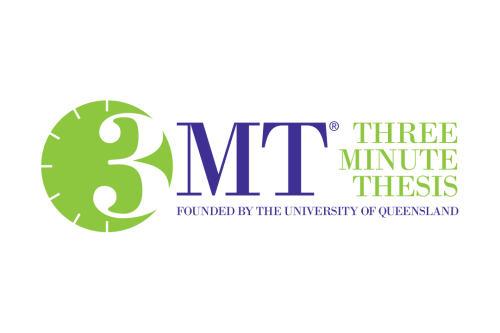 3MT®
THREE
MINUTE
THESIS
FOUNDED BY THE UNIVERSITY OF QUEENSLAND